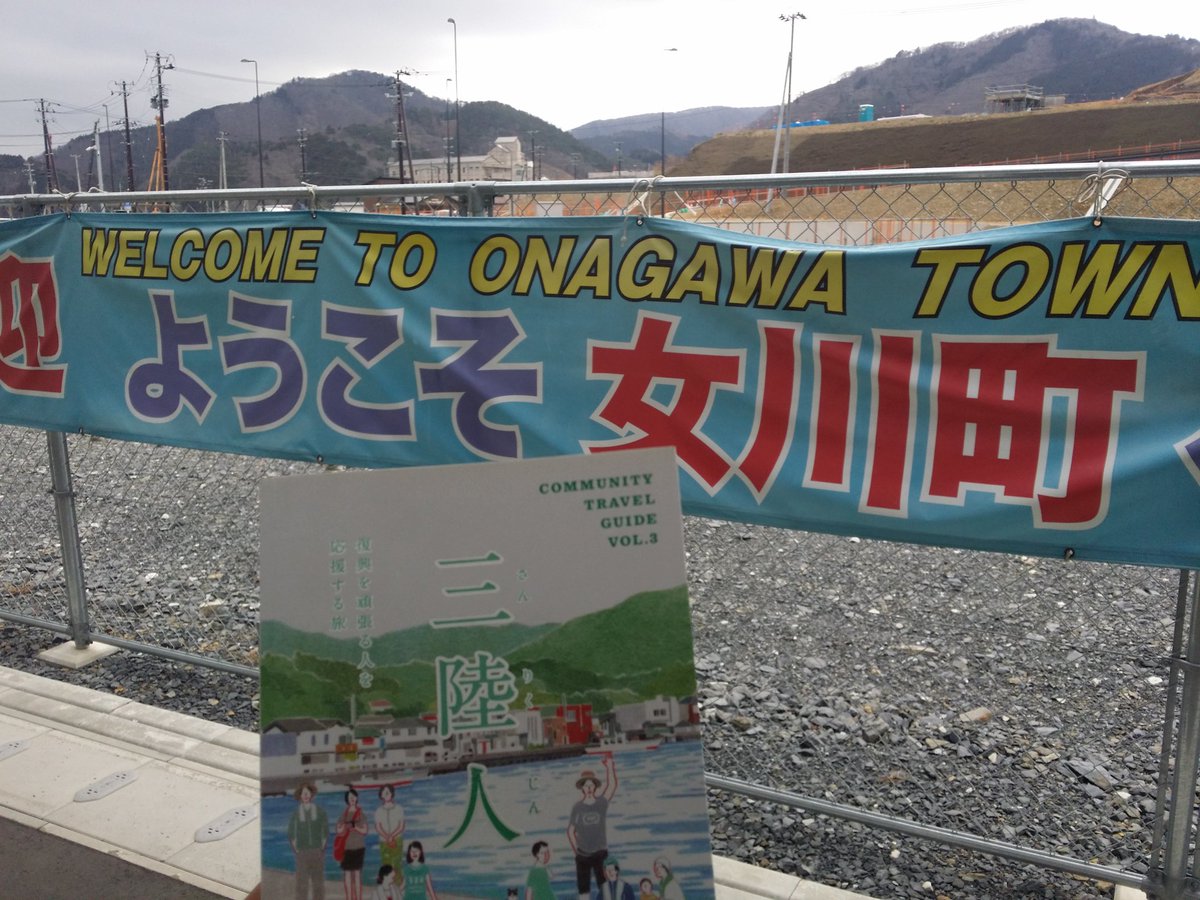 WELCOME TO ONAGAWA TOWN
迎 ようこそ 女川町
COMMUNITY
TRAVEL
GUIDE
VOL.3
三陸人
さんりくじん
復興を頑張る人を
応援する旅